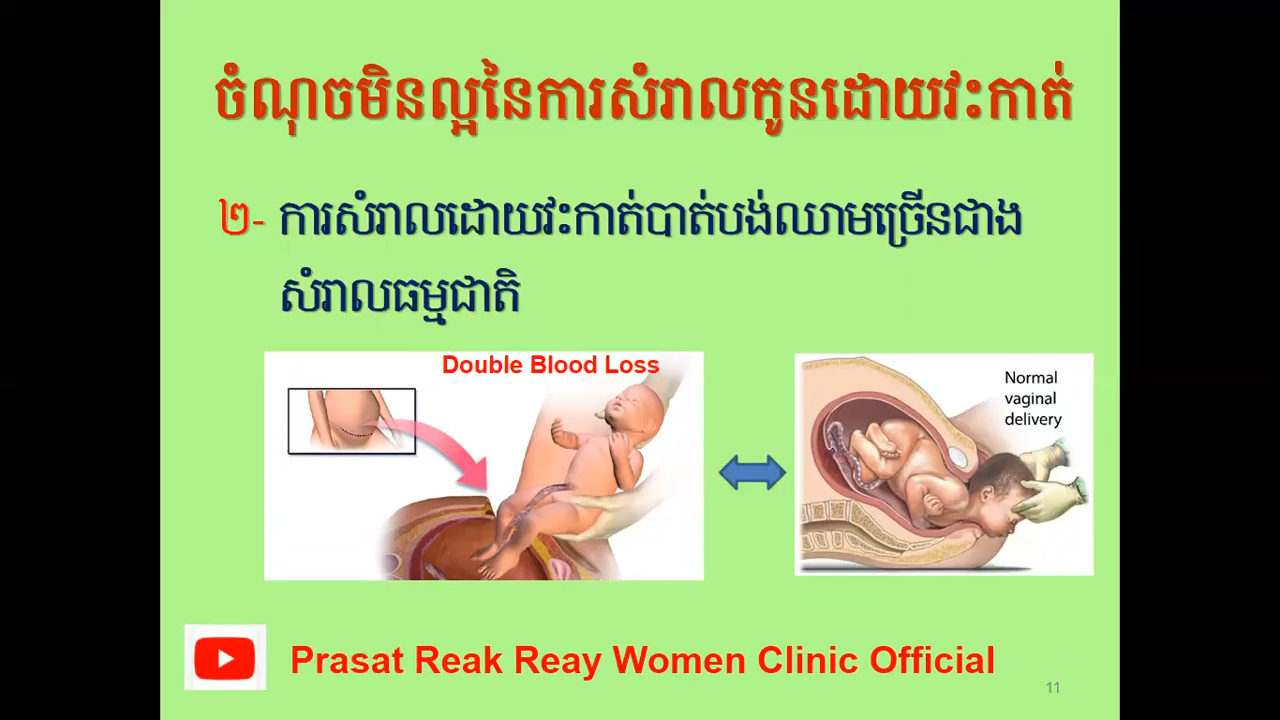 ចំណុចមិនល្អនៃការសំរាលកូនដោយវះកាត់
២- ការសំរាលដោយវះកាត់បាត់បង់ឈាមច្រើនជាង
សំរាលធម្មជាតិ
Double Blood Loss
Normal
vaginal
delivery
Prasat Reak Reay Women Clinic Official
11